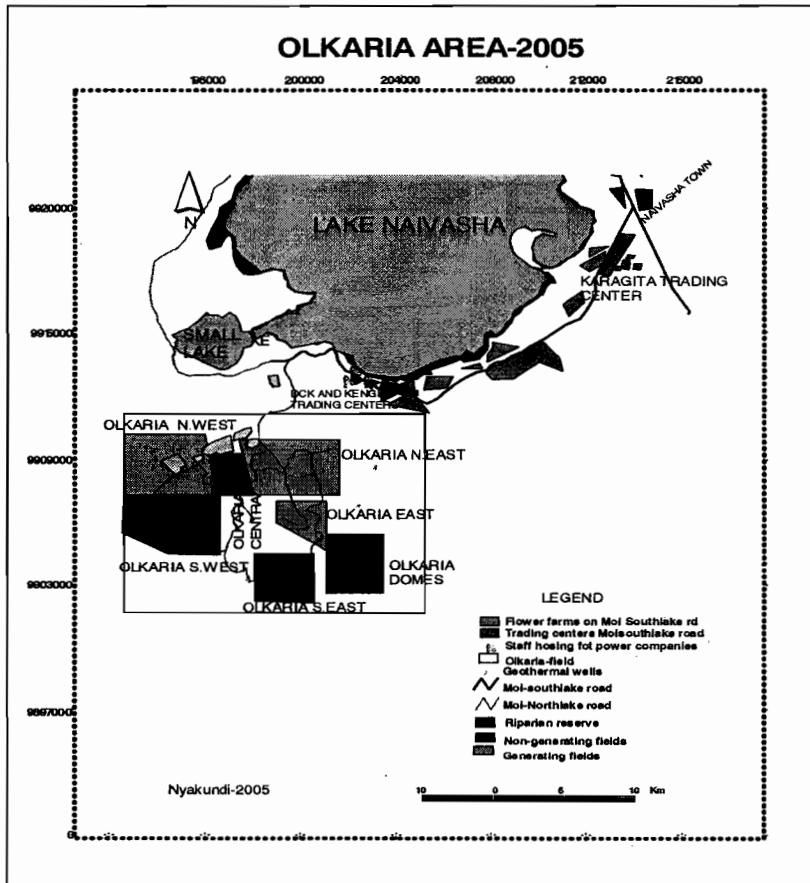 OLKARIA AREA-2005
196000 200000 204000 208000 212000 215000
9920000
N
LAKE NAIVASHA
NAIVASHA TOWN
KARAGITA TRADING
CENTER
9915000
SMALL
LAKE
TRADING CENTERS
OLKARIA N.WEST
9909000
OLKARIA N.EAST
OLKARIA
CENTRAL
OLKARIA EAST
OLKARIA S.WEST
OLKARIA
DOMES
9903000
OLKARIA S.EAST
LEGEND
Flower farms on Moi Southlake rd
Trading centers Moisouthlake road
Staff hosing fot power companies
Olkaria-field
Geothermal wells
Moi-southlake road
9897000
Moi-Northlake road
Riparian reserve
Non-generating fields
Generating fields
Nyakundi-2005
10 0 5 10 Km
0